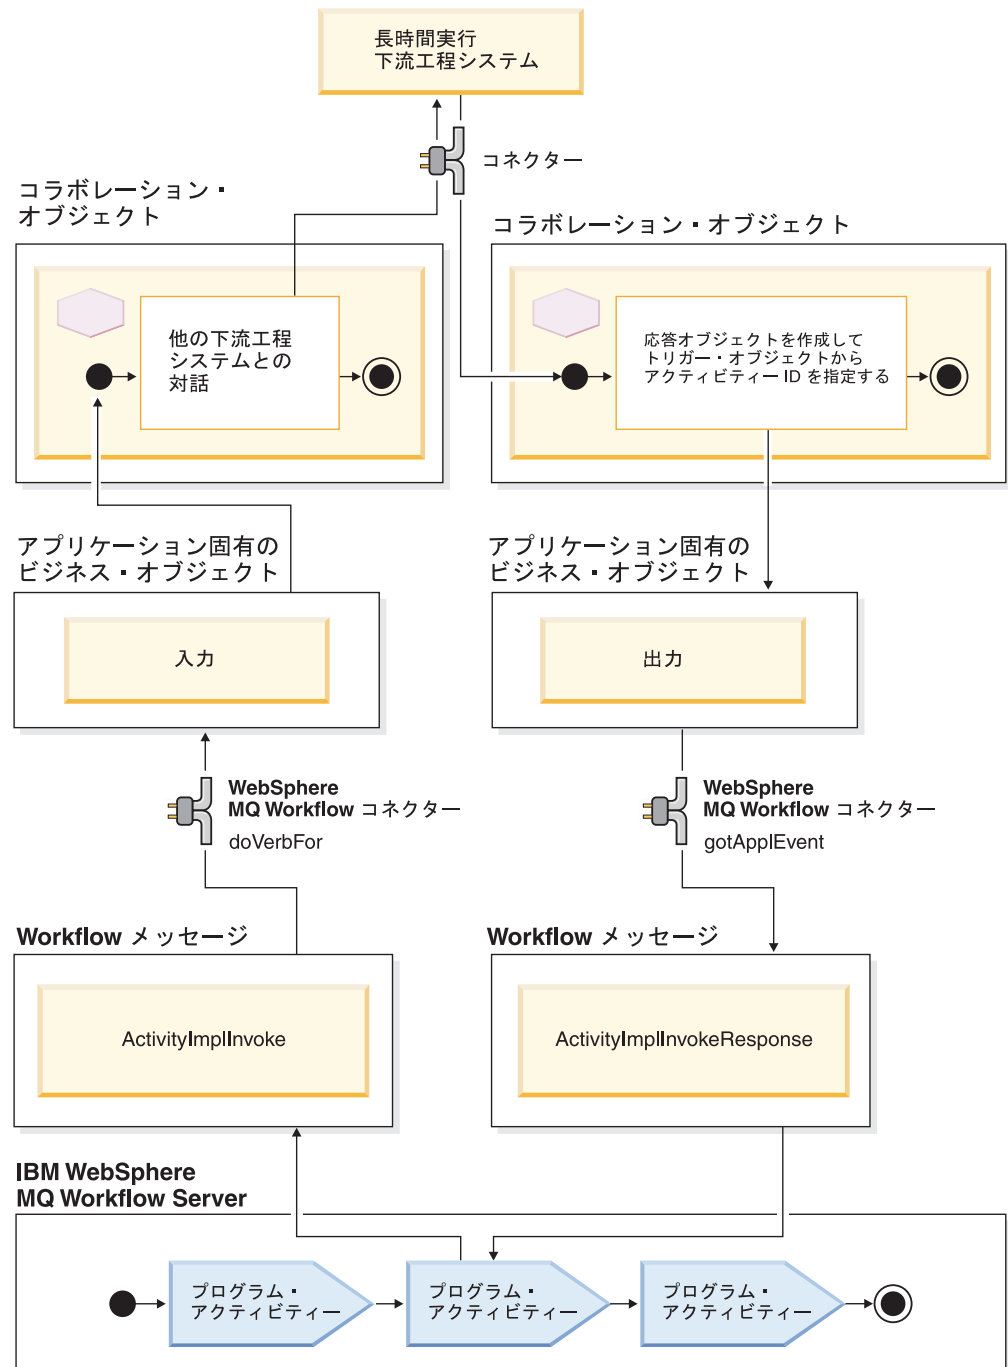 長時間実行
下流工程システム
コネクター
コラボレーション・
オブジェクト
コラボレーション・オブジェクト
他の下流工程
システムとの
対話
応答オブジェクトを作成して
トリガー・オブジェクトから
アクティビティー ID を指定する
アプリケーション固有の
ビジネス・オブジェクト
アプリケーション固有の
ビジネス・オブジェクト
入力
出力
WebSphere
MQ Workflow コネクター
doVerbFor
WebSphere
MQ Workflow コネクター
gotApplEvent
Workflow メッセージ
Workflow メッセージ
ActivityImplInvoke
ActivityImplInvokeResponse
IBM WebSphere
MQ Workflow Server
プログラム・
アクティビティー
プログラム・
アクティビティー
プログラム・
アクティビティー